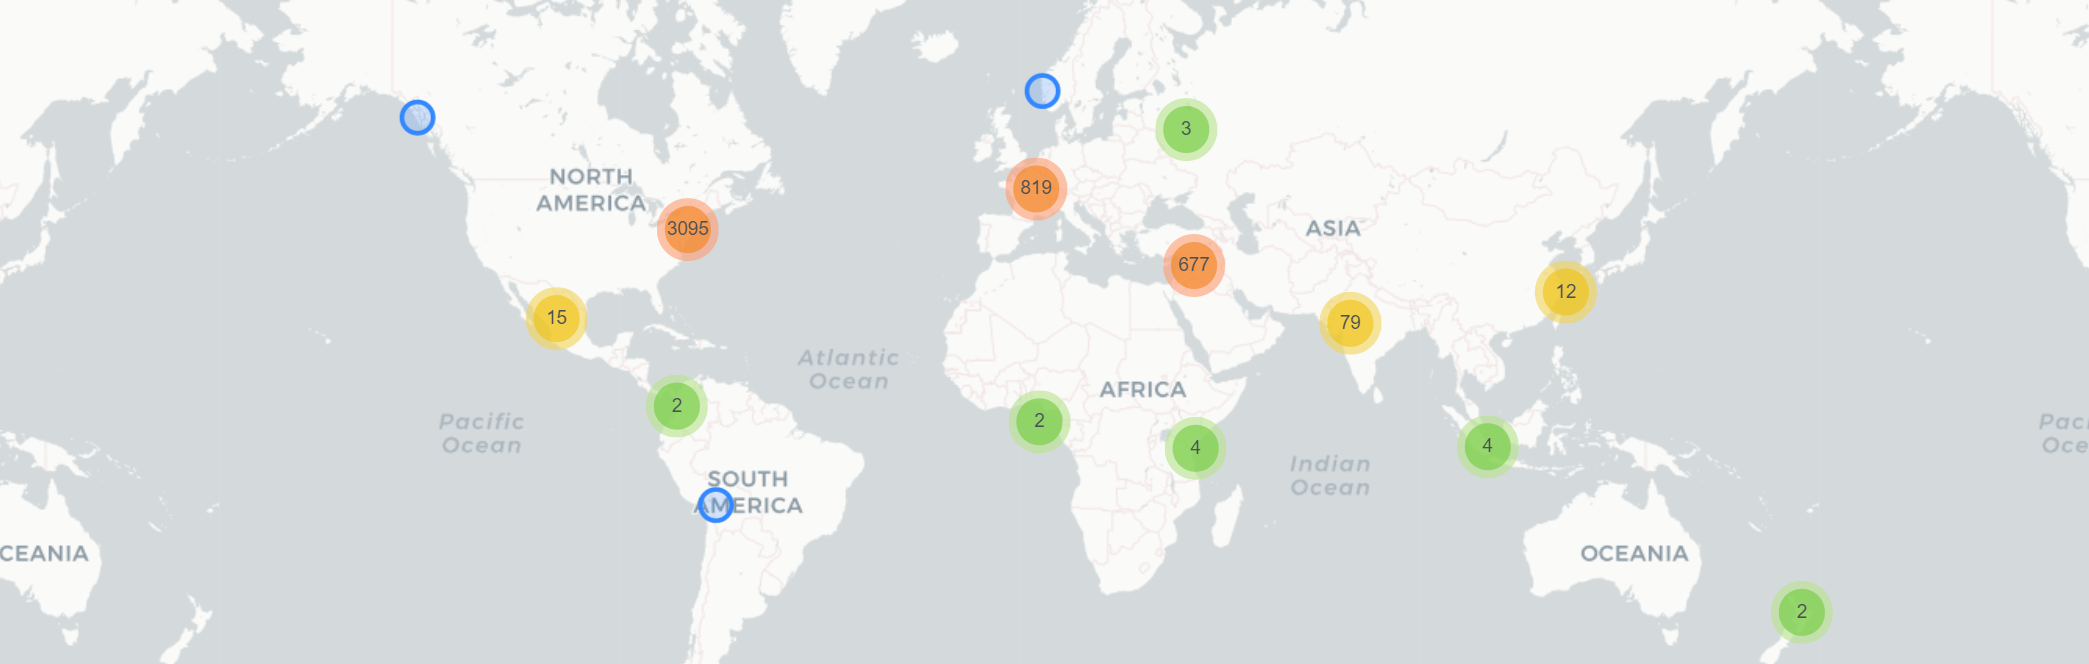 3
NORTH
AMERICA
819
3095
ASIA
677
12
15
79
Atlantic
Ocean
AFRICA
2
Pacific
Ocean
2
4
4
Indian
Ocean
SOUTH
AMERICA
CEANIA
OCEANIA
2
Paci
Oce